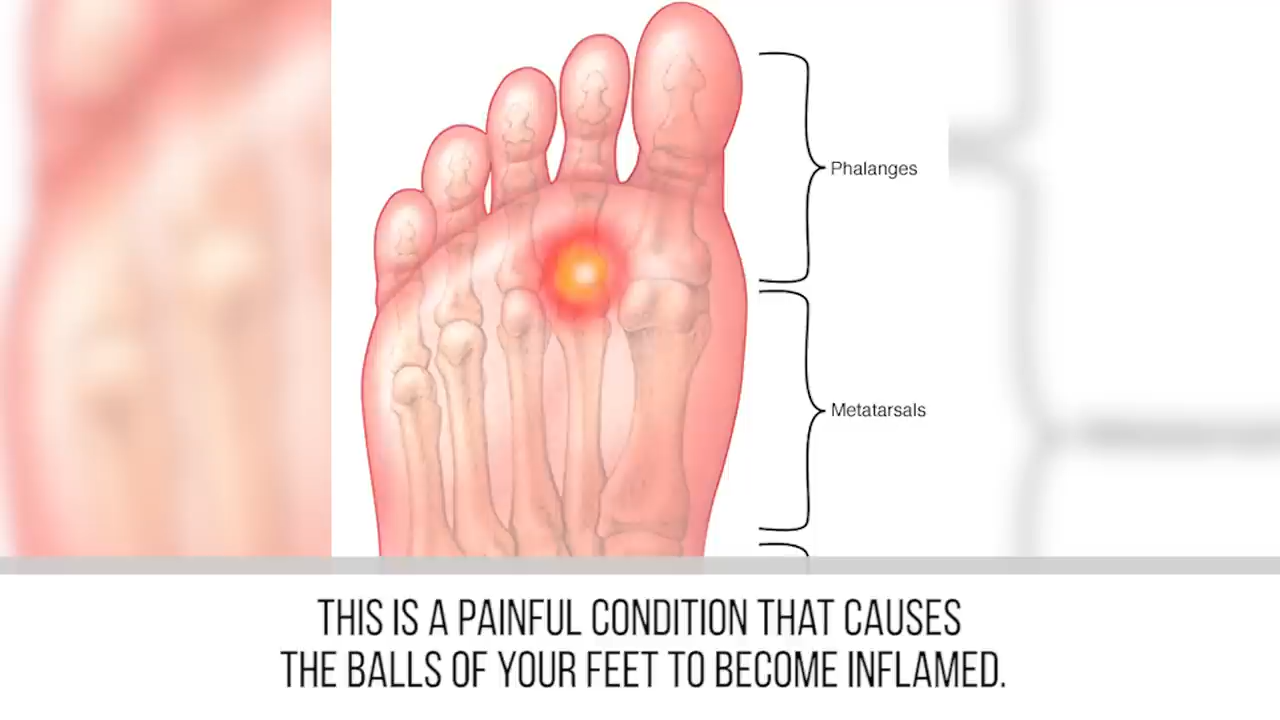 Phalanges
Metatarsals
THIS IS A PAINFUL CONDITION THAT CAUSES
THE BALLS OF YOUR FEET TO BECOME INFLAMED.